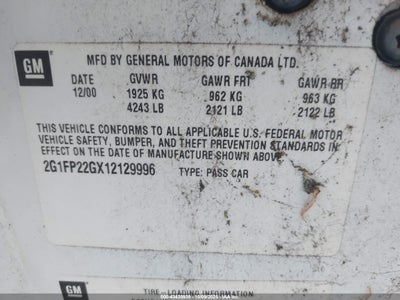 GM
MFD BY GENERAL MOTORS OF CANADA LTD.
DATE GVWR GAWR FRT GAWR RR
12/00 1925 KG 962 KG 963 KG
4243 LB 2121 LB 2122 LB
THIS VEHICLE CONFORMS TO ALL APPLICABLE U.S. FEDERAL MOTOR
VEHICLE SAFETY, BUMPER, AND THEFT PREVENTION STANDARDS IN
EFFECT ON THE DATE OF MANUFACTURE SHOWN ABOVE.
2G1FP22GX12129996 TYPE: PASS CAR
GM
TIRE-LOADING INFORMATION